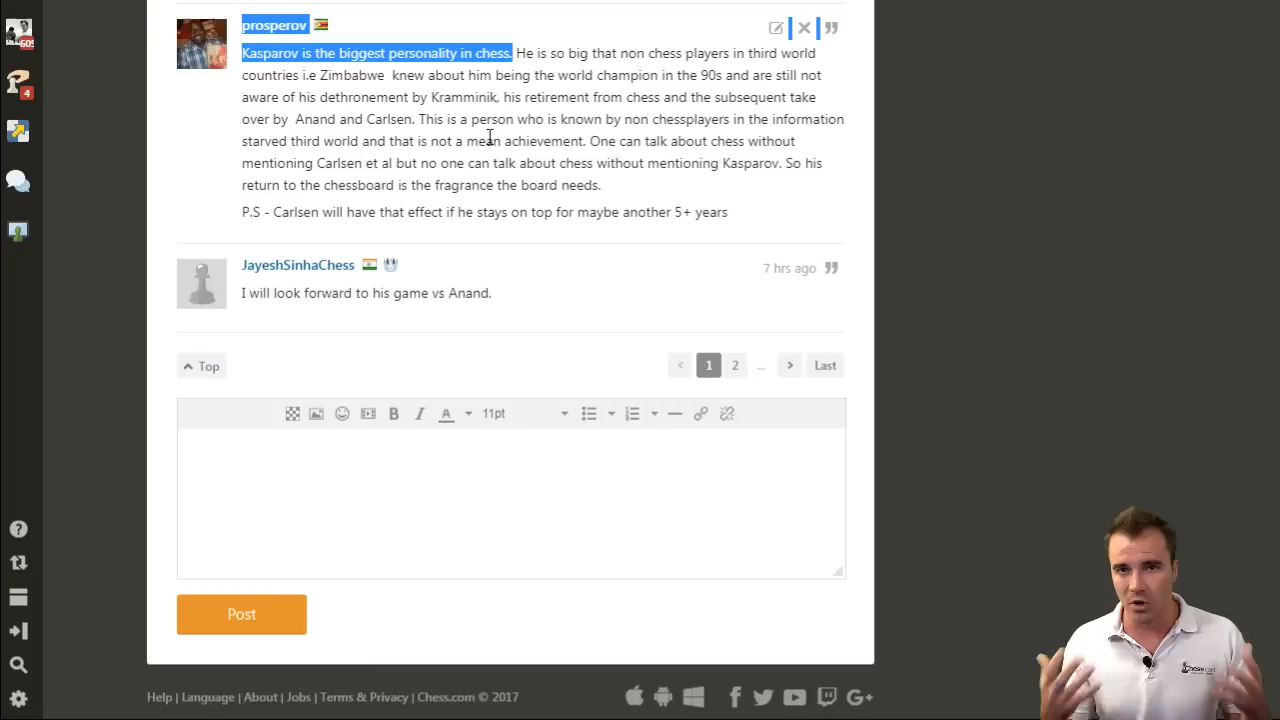 prosperov
Kasparov is the biggest personality in chess. He is so big that non chess players in third world
countries i.e Zimbabwe knew about him being the world champion in the 90s and are still not
aware of his dethronement by Kramminik, his retirement from chess and the subsequent take
over by Anand and Carlsen. This is a person who is known by non chessplayers in the information
starved third world and that is not a mean achievement. One can talk about chess without
mentioning Carlsen et al but no one can talk about chess without mentioning Kasparov. So his
return to the chessboard is the fragrance the board needs.
P.S - Carlsen will have that effect if he stays on top for maybe another 5+ years
JayeshSinhaChess
7 hrs ago
I will look forward to his game vs Anand.
Top
< 1 2 ... > Last
B I A 11pt
Post
Help | Language | About | Jobs | Terms & Privacy | Chess.com © 2017
609
4